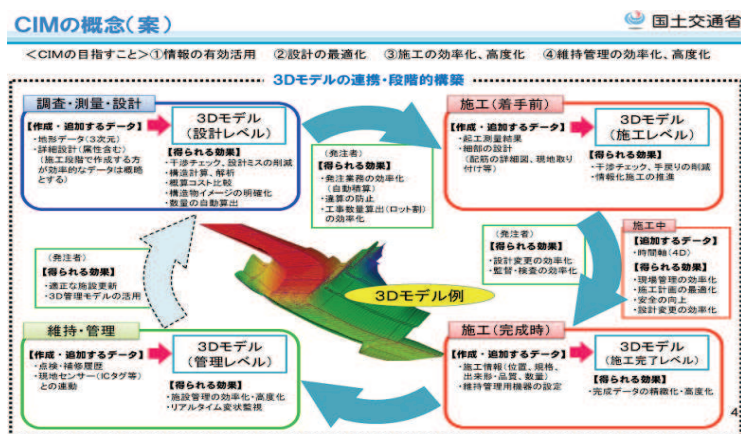 CIMの概念(案)
国土交通省
<CIMの目指すこと>①情報の有効活用 ②設計の最適化 ③施工の効率化、高度化 ④維持管理の効率化、高度化
3Dモデルの連携・段階的構築
調査・測量・設計
【作成・追加するデータ】
・地形データ(3次元)
・詳細設計(属性含む)
(施工段階で作成する方
が効率的なデータは概略
とする)
3Dモデル
(設計レベル)
【得られる効果】
・干渉チェック、設計ミスの削減
・構造計算、解析
・概算コスト比較
・構造物イメージの明確化
・数量の自動算出
(発注者)
【得られる効果】
・発注業務の効率化
(自動積算)
・違算の防止
・工事数量算出(ロット割)
の効率化
施工(着手前)
【作成・追加するデータ】
・起工測量結果
・細部の設計
(配筋の詳細図、現地取り
付け等)
3Dモデル
(施工レベル)
【得られる効果】
・干渉チェック、手戻りの削減
・情報化施工の推進
(発注者)
【得られる効果】
・設計変更の効率化
・監督・検査の効率化
施工中
【追加するデータ】
・時間軸(4D)
【得られる効果】
・現場管理の効率化
・施工計画の最適化
・安全の向上
・設計変更の効率化
(発注者)
【得られる効果】
・適正な施設更新
・3D管理モデルの活用
3Dモデル例
維持・管理
【作成・追加するデータ】
・点検・補修履歴
・現地センサー(ICタグ等)
との連動
3Dモデル
(管理レベル)
【得られる効果】
・施設管理の効率化・高度化
・リアルタイム変状監視
施工(完成時)
【作成・追加するデータ】
・施工情報(位置、規格、
出来形・品質、数量)
・維持管理用機器の設定
3Dモデル
(施工完了レベル)
【得られる効果】
・完成データの精緻化・高度化
4